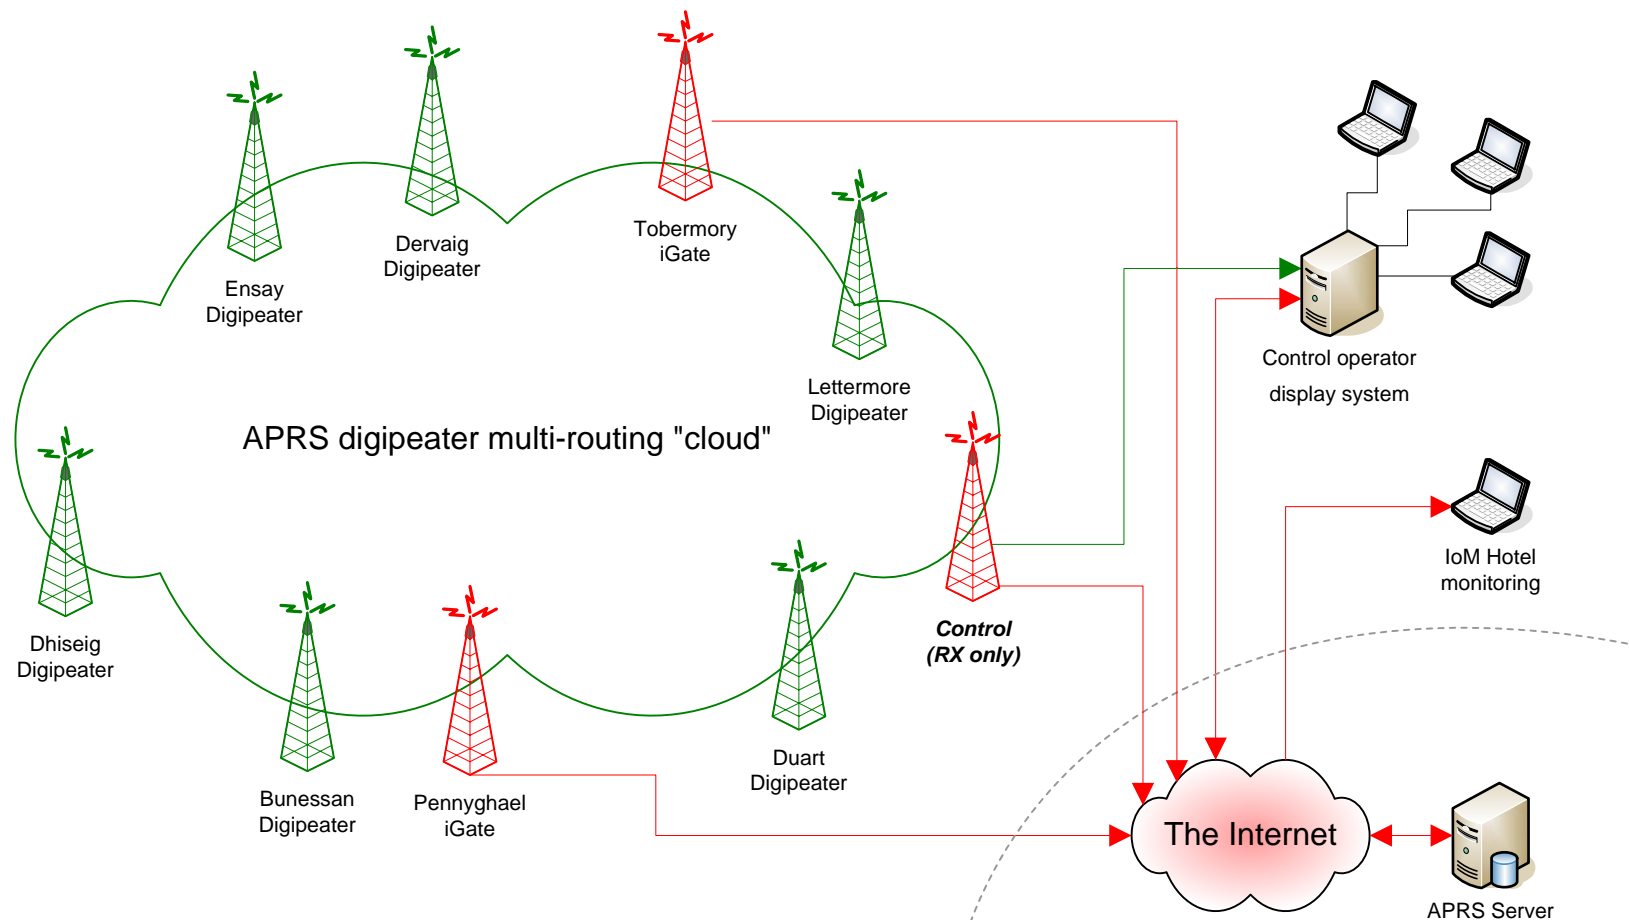 Tobermory
iGate
Dervaig
Digipeater
Ensay
Digipeater
Lettermore
Digipeater
Control operator
display system
APRS digipeater multi-routing "cloud"
IoM Hotel
monitoring
Control
(RX only)
Dhiseig
Digipeater
Duart
Digipeater
Bunessan
Digipeater
Pennyghael
iGate
The Internet
APRS Server